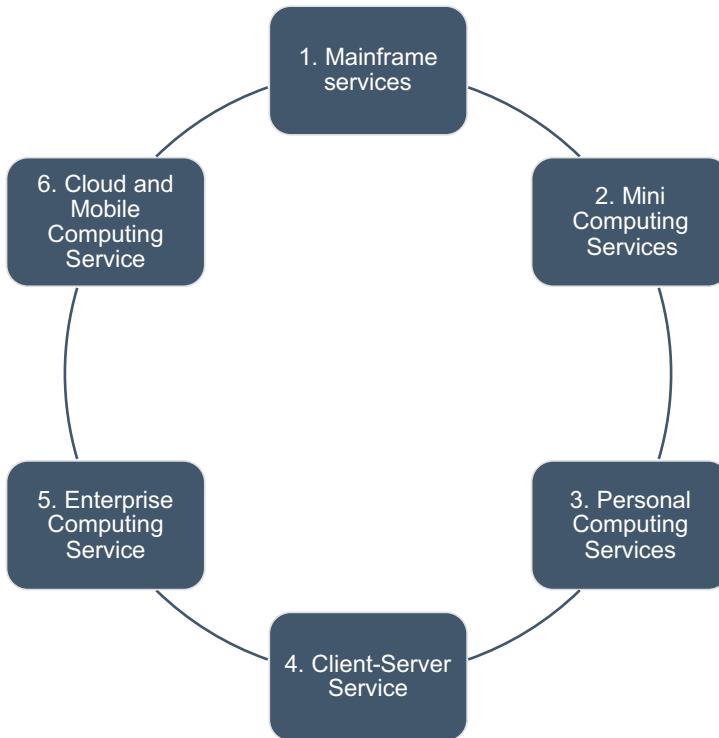 1. Mainframe
services
2. Mini
Computing
Services
3. Personal
Computing
Services
4. Client-Server
Service
5. Enterprise
Computing
Service
6. Cloud and
Mobile
Computing
Service